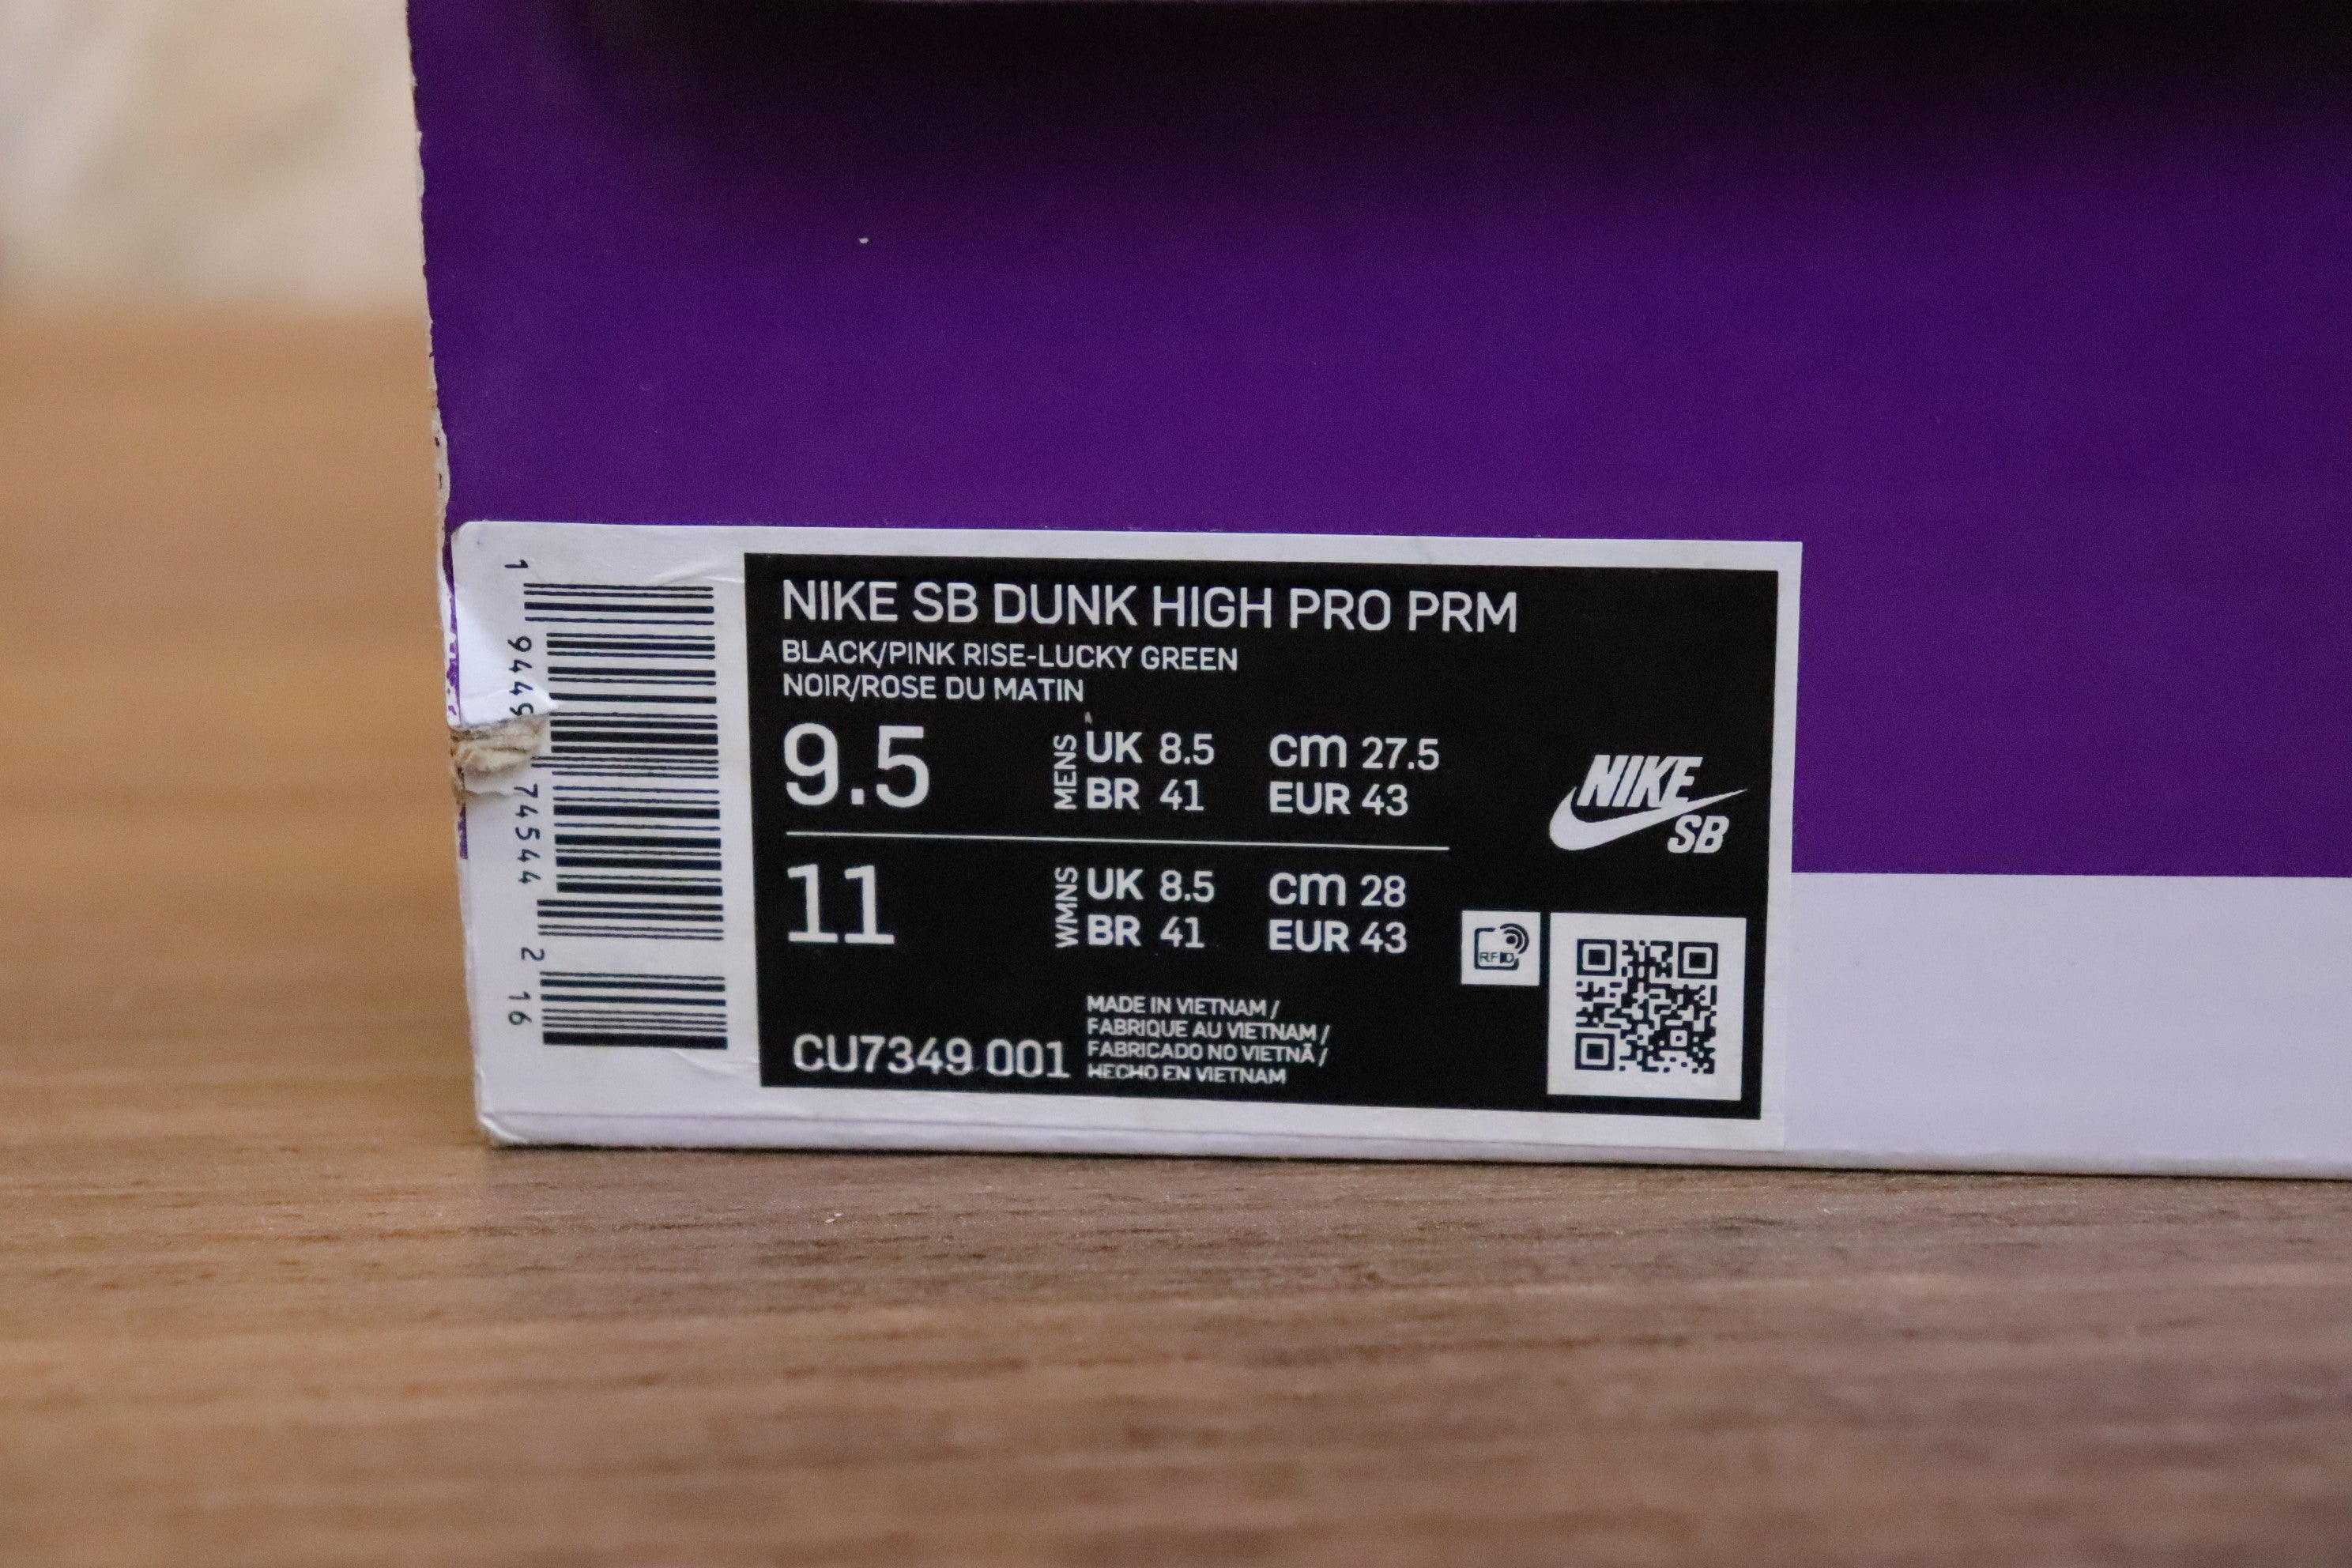 NIKE SB DUNK HIGH PRO PRM
BLACK/PINK RISE-LUCKY GREEN
NOIR/ROSE DU MATIN
9.5 MENS UK 8.5 cm 27.5
BR 41 EUR 43
11 WMNS UK 8.5 cm 28
BR 41 EUR 43
NIKE
SB
RFID
CU7349 001
MADE IN VIETNAM /
FABRIQUE AU VIETNAM /
FABRICADO NO VIETNÃ /
HECHO EN VIETNAM
1 9449 74544 2 16